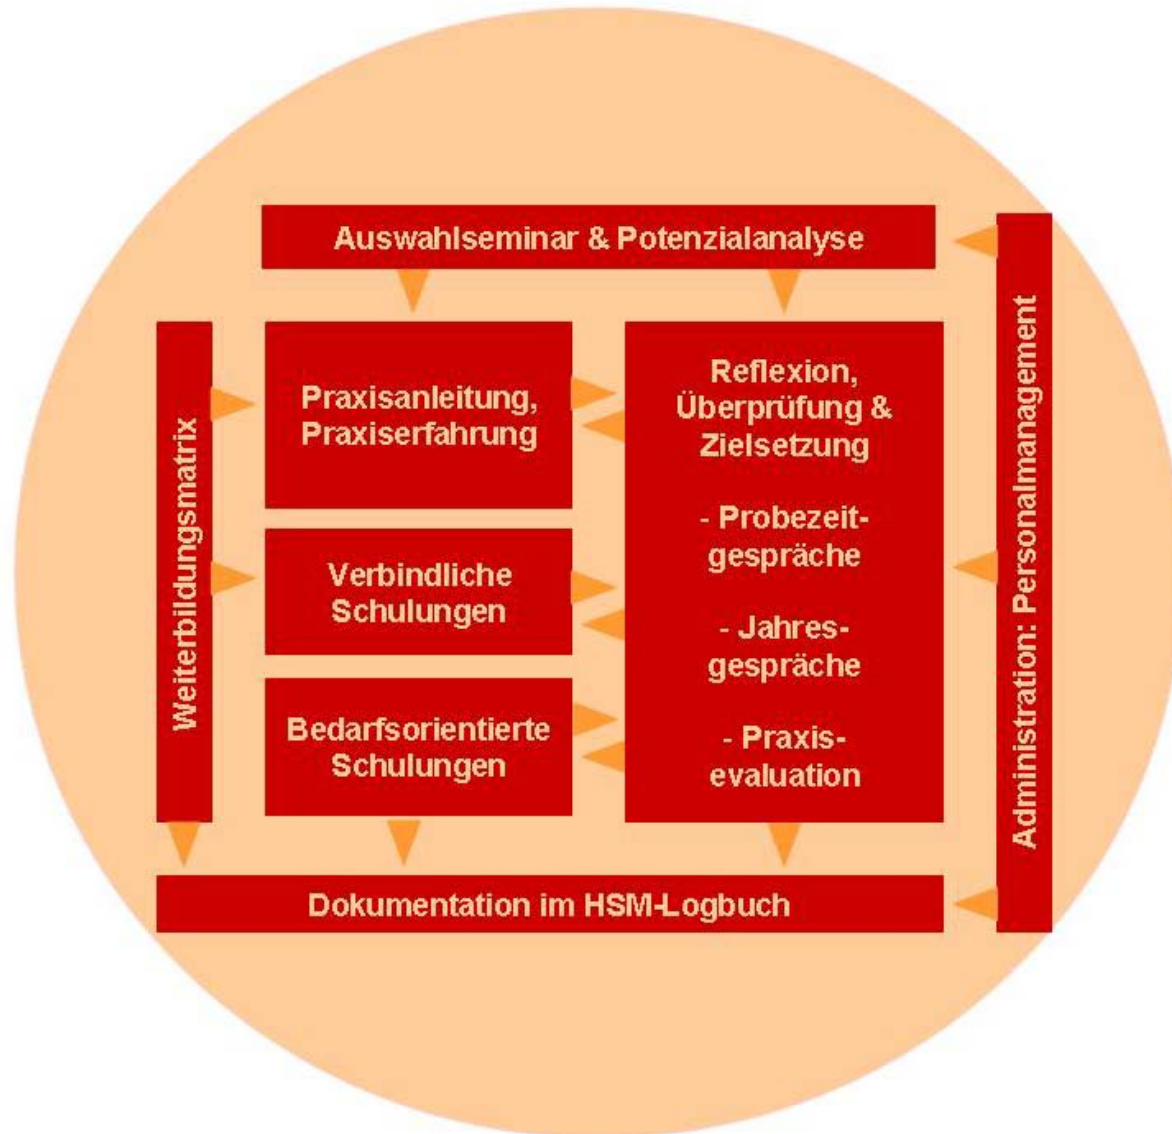 Auswahlseminar & Potenzialanalyse
Weiterbildungsmatrix
Praxisanleitung,
Praxiserfahrung
Verbindliche
Schulungen
Bedarfsorientierte
Schulungen
Reflexion,
Überprüfung &
Zielsetzung
- Probezeit-
gespräche
- Jahres-
gespräche
- Praxis-
evaluation
Administration: Personalmanagement
Dokumentation im HSM-Logbuch